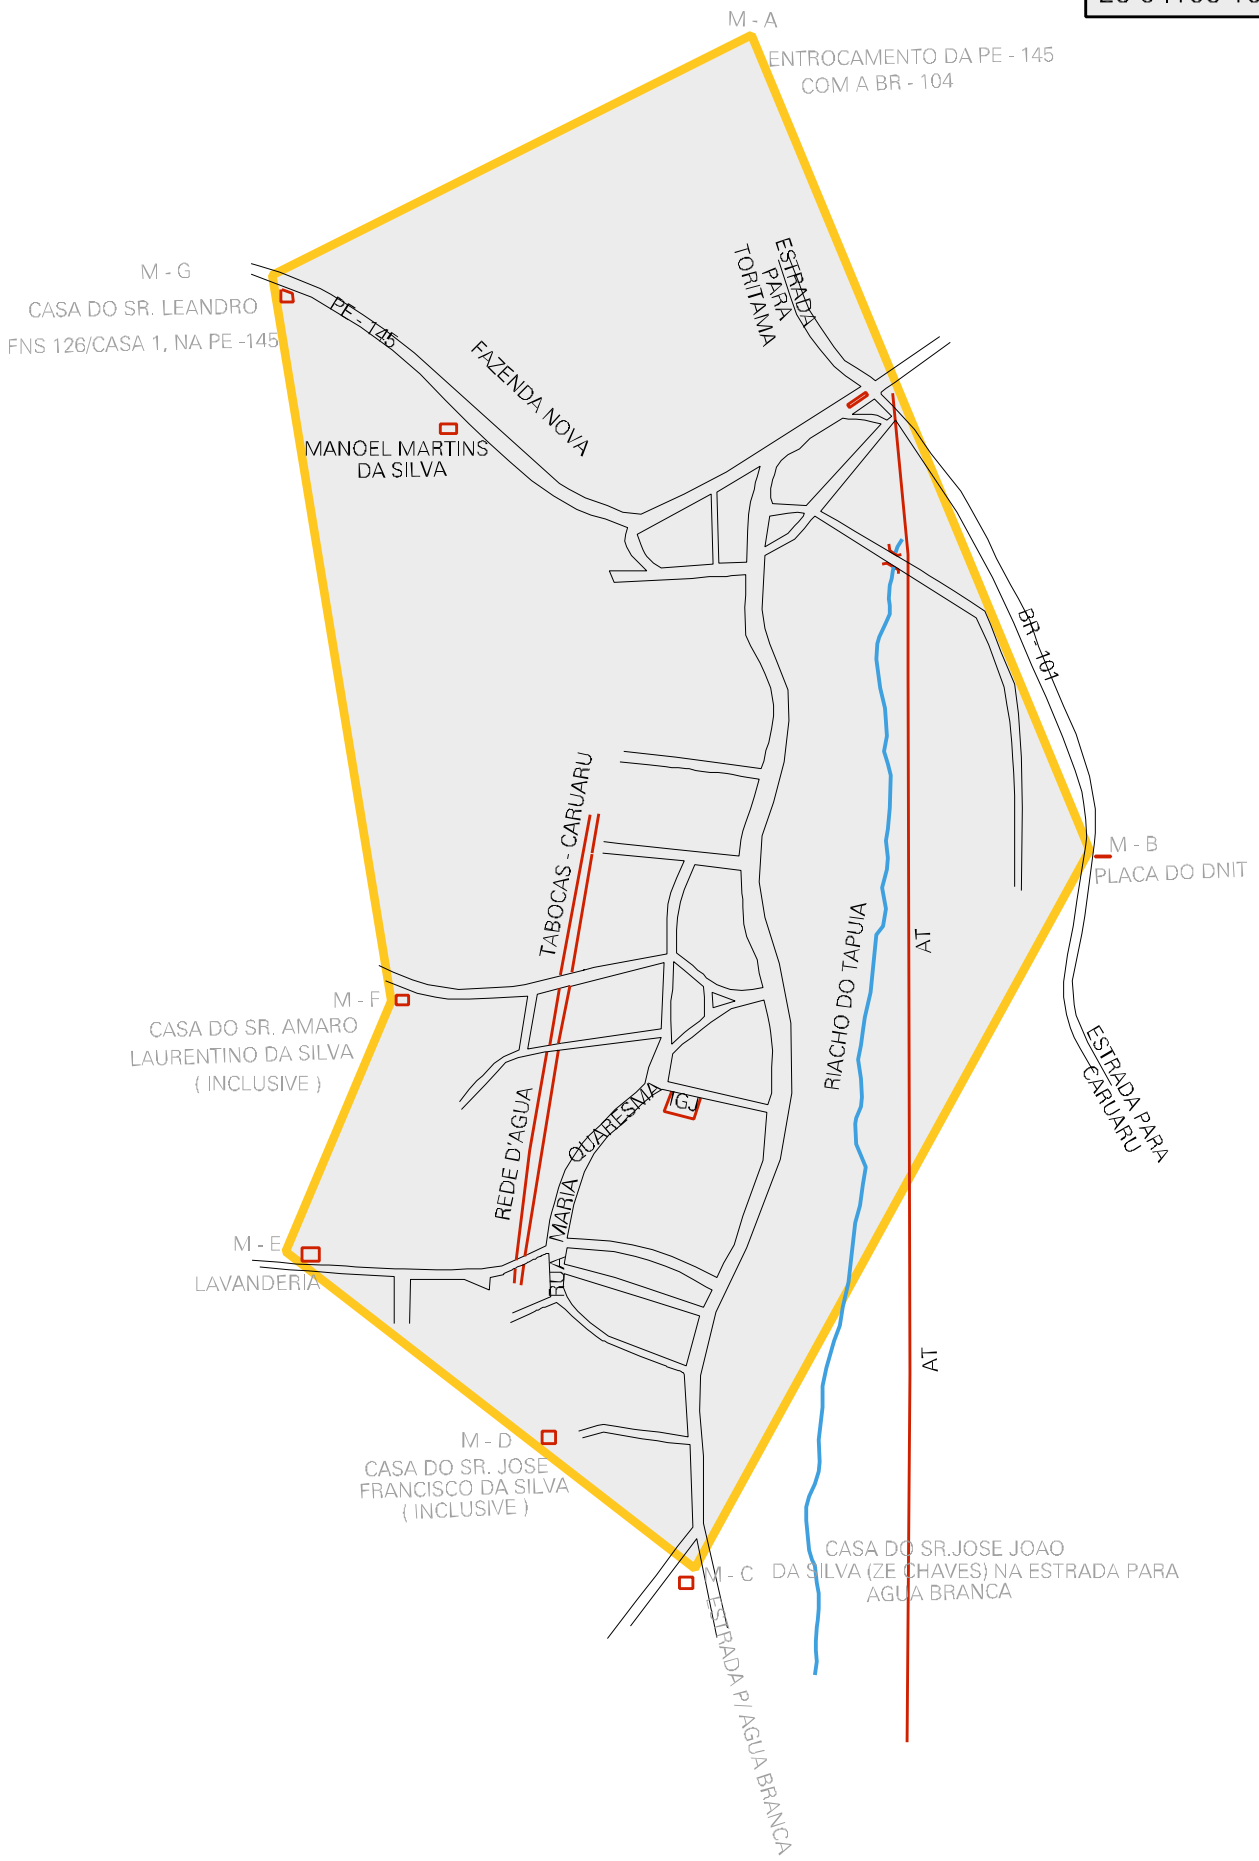 M - A
ENTROCAMENTO DA PE - 145
COM A BR - 104
ESTRADA
PARA
TORITAMA
M - G
CASA DO SR. LEANDRO
FNS 126/CASA 1, NA PE -145
PE - 145
FAZENDA NOVA
MANOEL MARTINS
DA SILVA
BR - 101
TABOCAS - CARUARU
M - B
PLACA DO DNIT
AT
RIACHO DO TAPUIA
M - F
CASA DO SR. AMARO
LAURENTINO DA SILVA
( INCLUSIVE )
ESTRADA PARA
CARUARU
IGJ
REDE D'AGUA
RUA MARIA QUARESMA
M - E
LAVANDERIA
AT
M - D
CASA DO SR. JOSE
FRANCISCO DA SILVA
( INCLUSIVE )
M - C
CASA DO SR.JOSE JOAO
DA SILVA (ZE CHAVES) NA ESTRADA PARA
AGUA BRANCA
ESTRADA P/ AGUA BRANCA